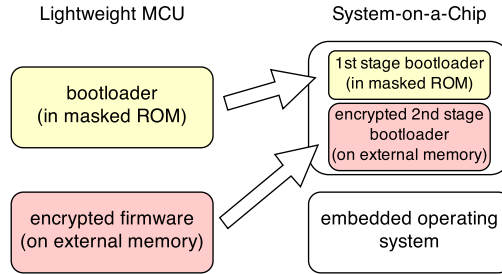 Lightweight MCU
bootloader
(in masked ROM)
encrypted firmware
(on external memory)
System-on-a-Chip
1st stage bootloader
(in masked ROM)
encrypted 2nd stage
bootloader
(on external memory)
embedded operating
system